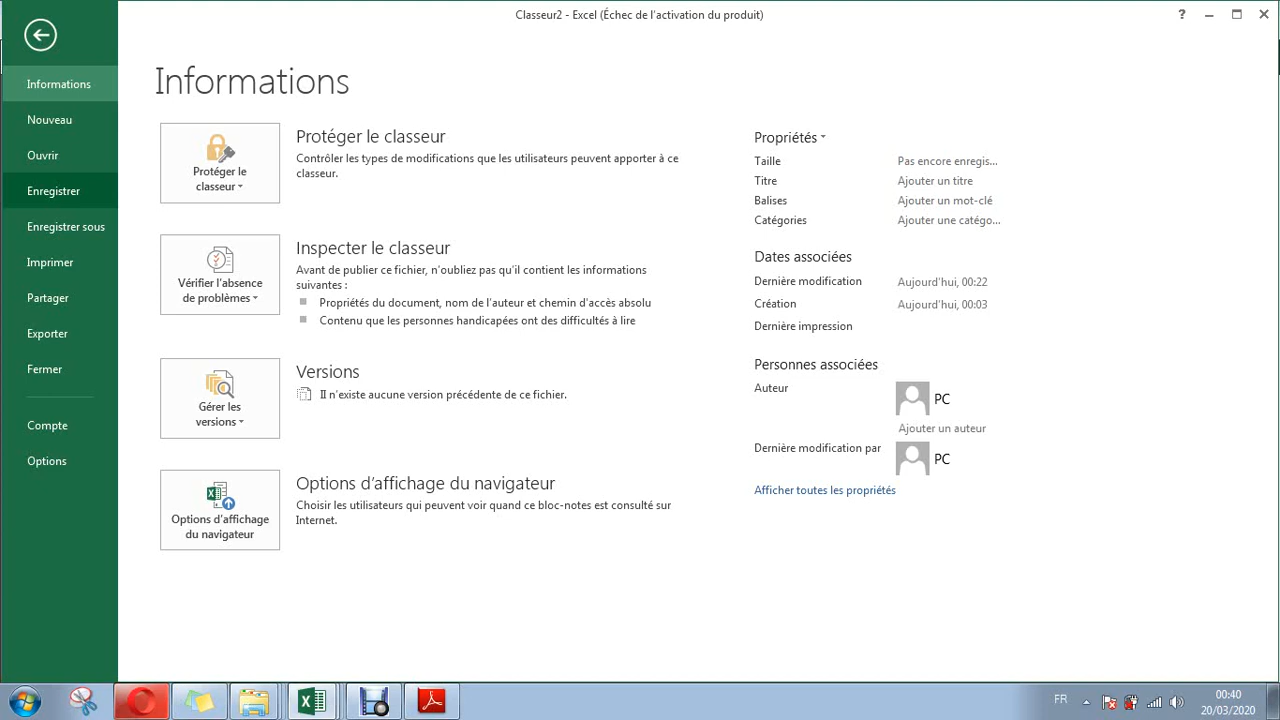 Classeur2 - Excel (Échec de l'activation du produit)
?
Informations
Nouveau
Ouvrir
Enregistrer
Enregistrer sous
Imprimer
Partager
Exporter
Fermer
Compte
Options
Informations
Protéger le
classeur
Protéger le classeur
Contrôler les types de modifications que les utilisateurs peuvent apporter à ce
classeur.
Vérifier l'absence
de problèmes
Inspecter le classeur
Avant de publier ce fichier, n'oubliez pas qu'il contient les informations
suivantes :
Propriétés du document, nom de l'auteur et chemin d'accès absolu
Contenu que les personnes handicapées ont des difficultés à lire
Gérer les
versions
Versions
Il n'existe aucune version précédente de ce fichier.
Options d'affichage
du navigateur
Options d'affichage du navigateur
Choisir les utilisateurs qui peuvent voir quand ce bloc-notes est consulté sur
Internet.
Propriétés
Taille Pas encore enregis...
Titre Ajouter un titre
Balises Ajouter un mot-clé
Catégories Ajouter une catégo...
Dates associées
Dernière modification Aujourd'hui, 00:22
Création Aujourd'hui, 00:03
Dernière impression
Personnes associées
Auteur PC
Ajouter un auteur
Dernière modification par PC
Afficher toutes les propriétés
FR
00:40
20/03/2020